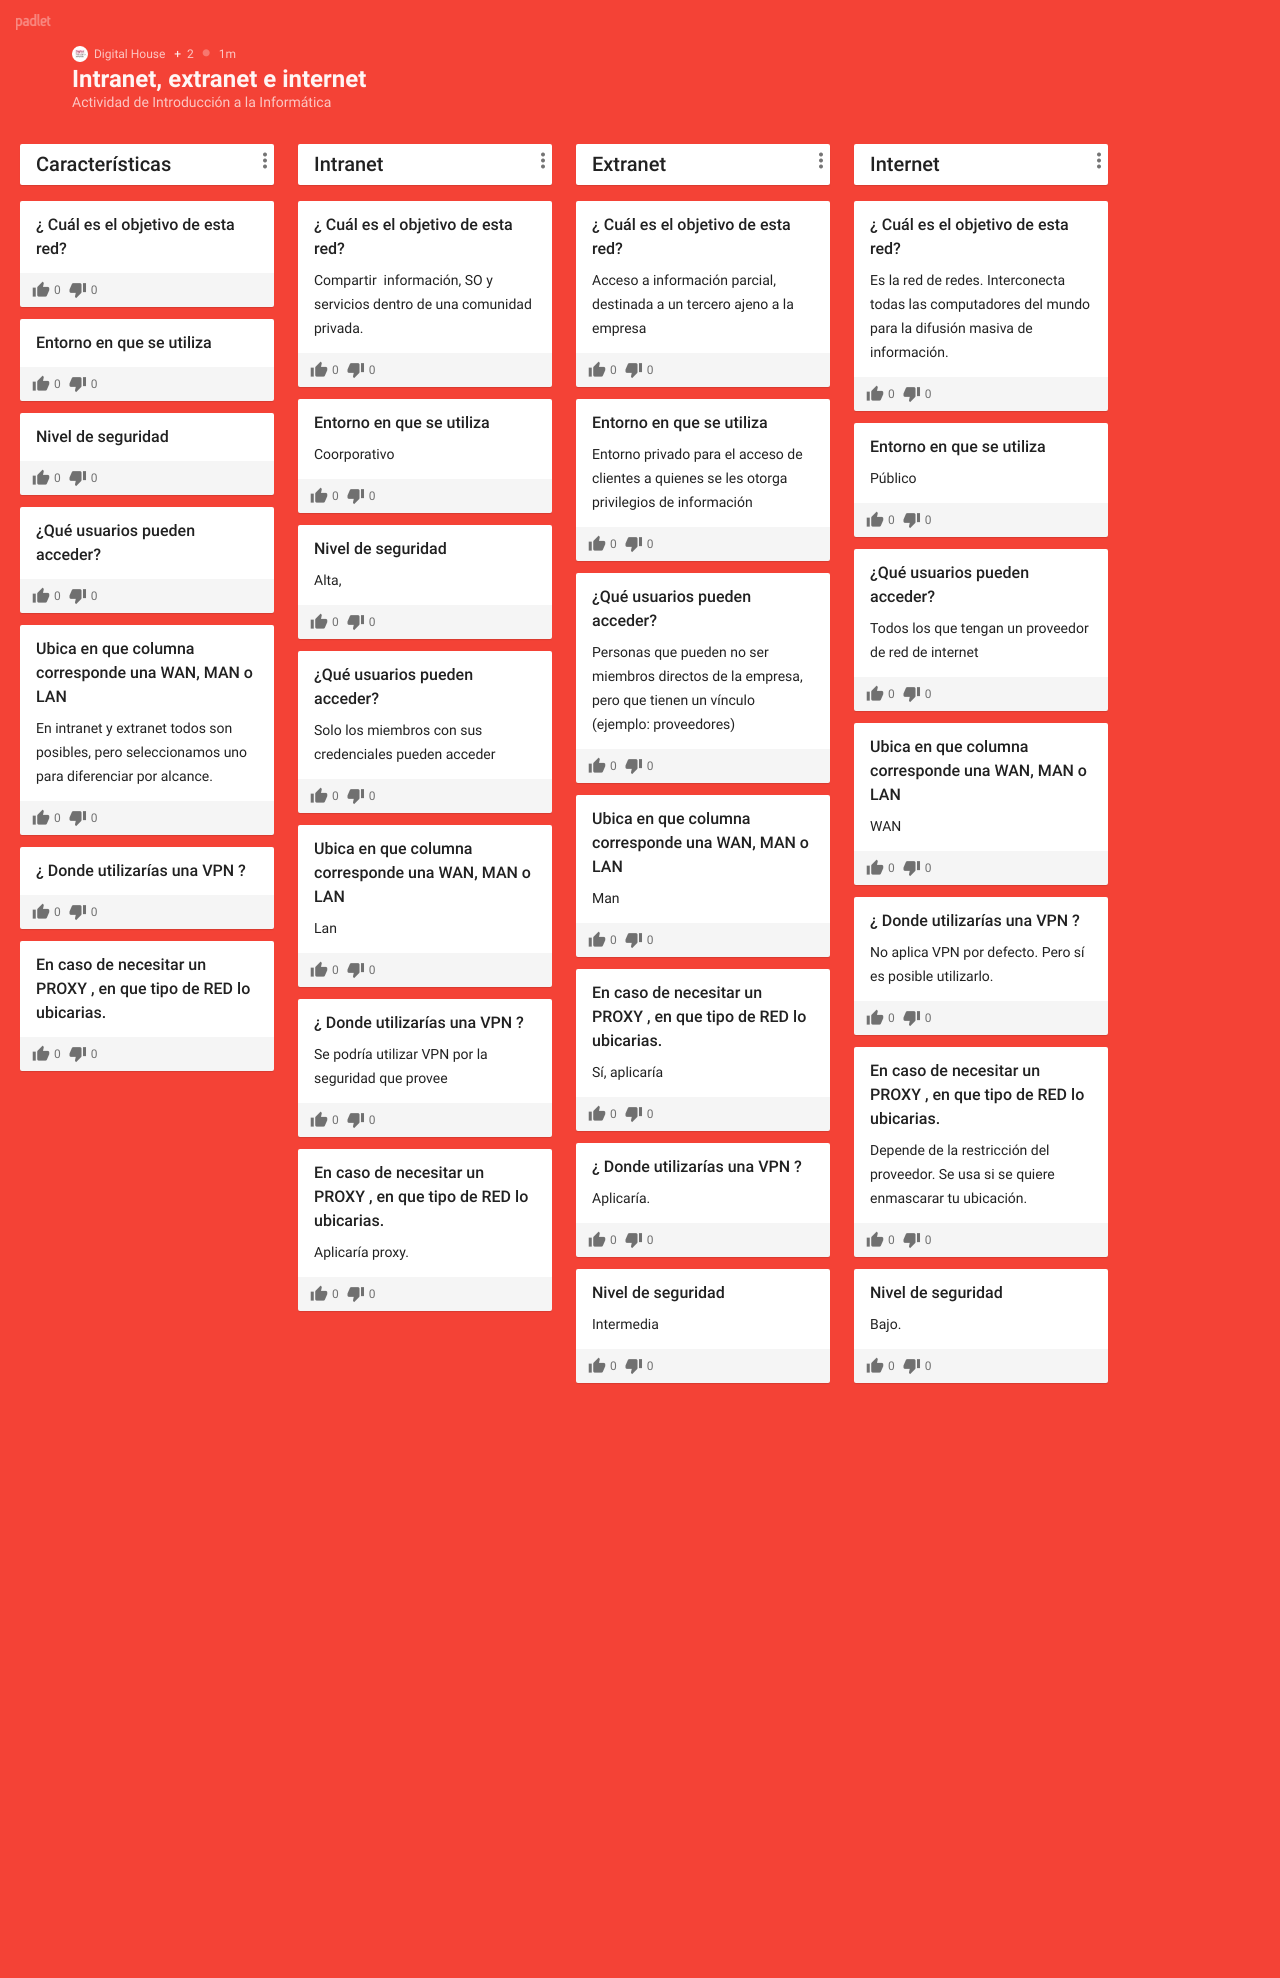 padlet
Digital House + 2 1m
Intranet, extranet e internet
Actividad de Introducción a la Informática
Características
¿ Cuál es el objetivo de esta
red?
0 0
Entorno en que se utiliza
0 0
Nivel de seguridad
0 0
¿Qué usuarios pueden
acceder?
0 0
Ubica en que columna
corresponde una WAN, MAN o
LAN
En intranet y extranet todos son
posibles, pero seleccionamos uno
para diferenciar por alcance.
0 0
¿ Donde utilizarías una VPN ?
0 0
En caso de necesitar un
PROXY , en que tipo de RED lo
ubicarias.
0 0
Intranet
¿ Cuál es el objetivo de esta
red?
Compartir  información, SO y
servicios dentro de una comunidad
privada.
0 0
Entorno en que se utiliza
Coorporativo
0 0
Nivel de seguridad
Alta,
0 0
¿Qué usuarios pueden
acceder?
Solo los miembros con sus
credenciales pueden acceder
0 0
Ubica en que columna
corresponde una WAN, MAN o
LAN
Lan
0 0
¿ Donde utilizarías una VPN ?
Se podría utilizar VPN por la
seguridad que provee
0 0
En caso de necesitar un
PROXY , en que tipo de RED lo
ubicarias.
Aplicaría proxy.
0 0
Extranet
¿ Cuál es el objetivo de esta
red?
Acceso a información parcial,
destinada a un tercero ajeno a la
empresa
0 0
Entorno en que se utiliza
Entorno privado para el acceso de
clientes a quienes se les otorga
privilegios de información
0 0
¿Qué usuarios pueden
acceder?
Personas que pueden no ser
miembros directos de la empresa,
pero que tienen un vínculo
(ejemplo: proveedores)
0 0
Ubica en que columna
corresponde una WAN, MAN o
LAN
Man
0 0
En caso de necesitar un
PROXY , en que tipo de RED lo
ubicarias.
Sí, aplicaría
0 0
¿ Donde utilizarías una VPN ?
Aplicaría.
0 0
Nivel de seguridad
Intermedia
0 0
Internet
¿ Cuál es el objetivo de esta
red?
Es la red de redes. Interconecta
todas las computadores del mundo
para la difusión masiva de
información.
0 0
Entorno en que se utiliza
Público
0 0
¿Qué usuarios pueden
acceder?
Todos los que tengan un proveedor
de red de internet
0 0
Ubica en que columna
corresponde una WAN, MAN o
LAN
WAN
0 0
¿ Donde utilizarías una VPN ?
No aplica VPN por defecto. Pero sí
es posible utilizarlo.
0 0
En caso de necesitar un
PROXY , en que tipo de RED lo
ubicarias.
Depende de la restricción del
proveedor. Se usa si se quiere
enmascarar tu ubicación.
0 0
Nivel de seguridad
Bajo.
0 0